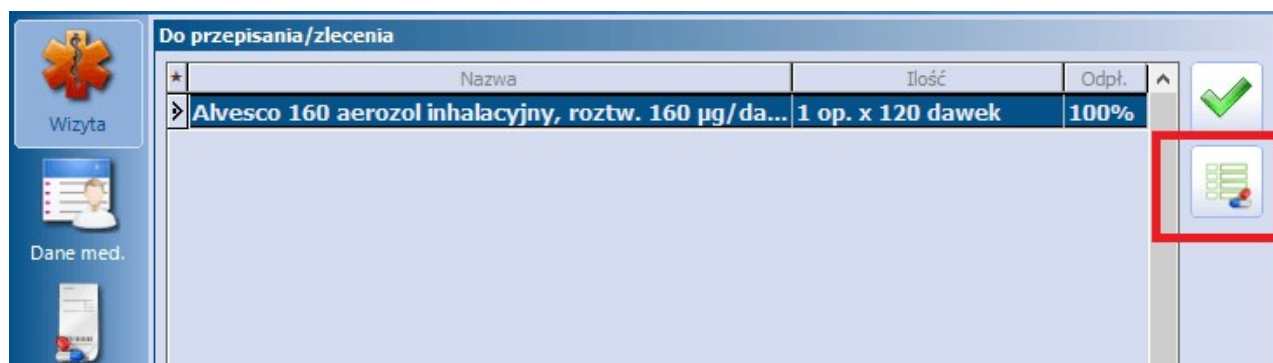 Do przepisania/zlecenia
Nazwa Ilość Odpł.
Alvesco 160 aerozol inhalacyjny, roztw. 160 µg/da... 1 op. x 120 dawek 100%
Wizyta
Dane med.